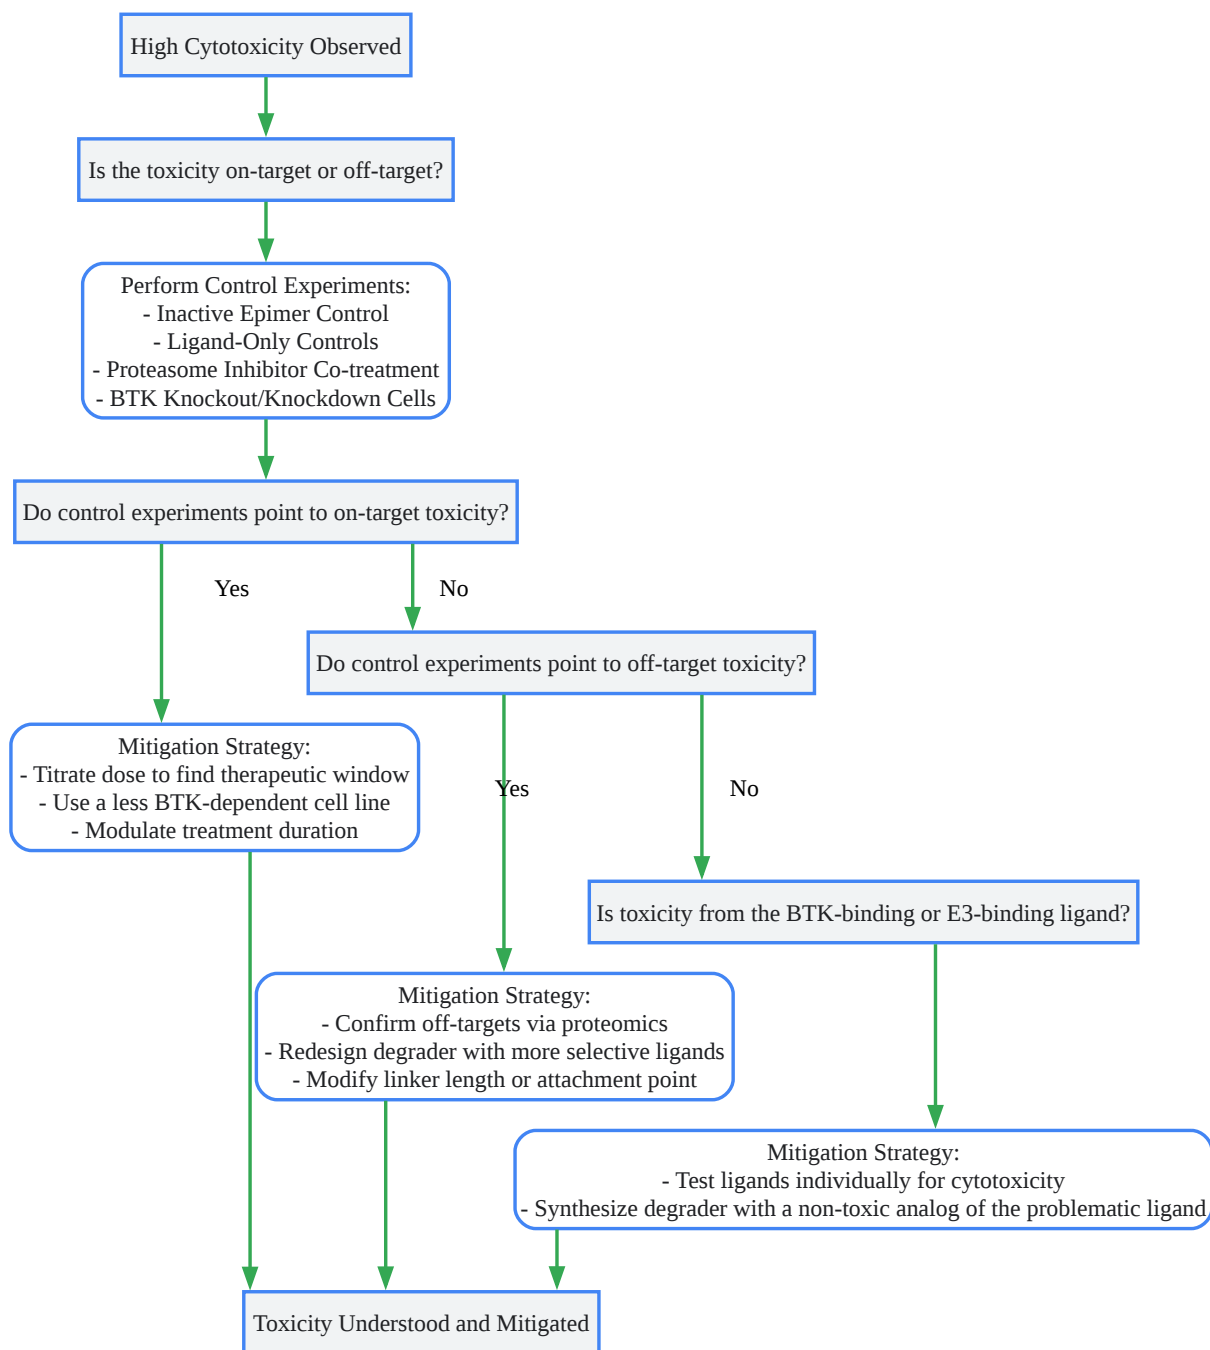 High Cytotoxicity Observed
Is the toxicity on-target or off-target?
Perform Control Experiments:
- Inactive Epimer Control
- Ligand-Only Controls
- Proteasome Inhibitor Co-treatment
- BTK Knockout/Knockdown Cells
Do control experiments point to on-target toxicity?
Yes
No
Do control experiments point to off-target toxicity?
Mitigation Strategy:
- Titrate dose to find therapeutic window
- Use a less BTK-dependent cell line
- Modulate treatment duration
Yes
No
Is toxicity from the BTK-binding or E3-binding ligand?
Mitigation Strategy:
- Confirm off-targets via proteomics
- Redesign degrader with more selective ligands
- Modify linker length or attachment point
Mitigation Strategy:
- Test ligands individually for cytotoxicity
- Synthesize degrader with a non-toxic analog of the problematic ligand
Toxicity Understood and Mitigated